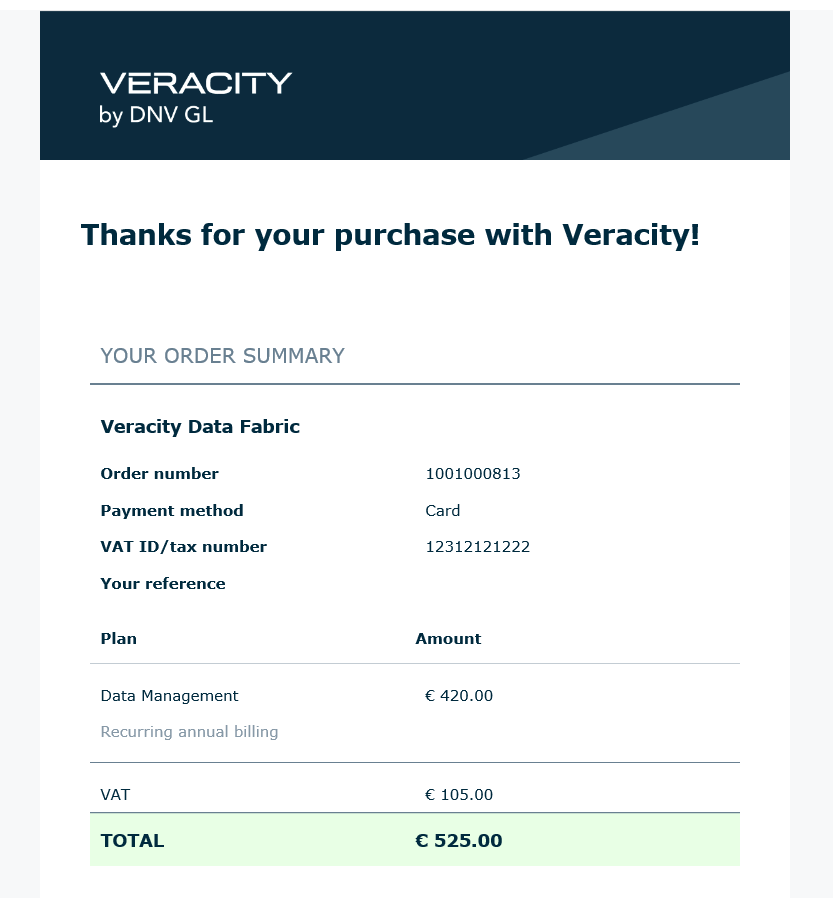 VERACITY
by DNV GL
Thanks for your purchase with Veracity!
YOUR ORDER SUMMARY
Veracity Data Fabric
Order number 1001000813
Payment method Card
VAT ID/tax number 12312121222
Your reference
Plan Amount
Data Management € 420.00
Recurring annual billing
VAT € 105.00
TOTAL € 525.00